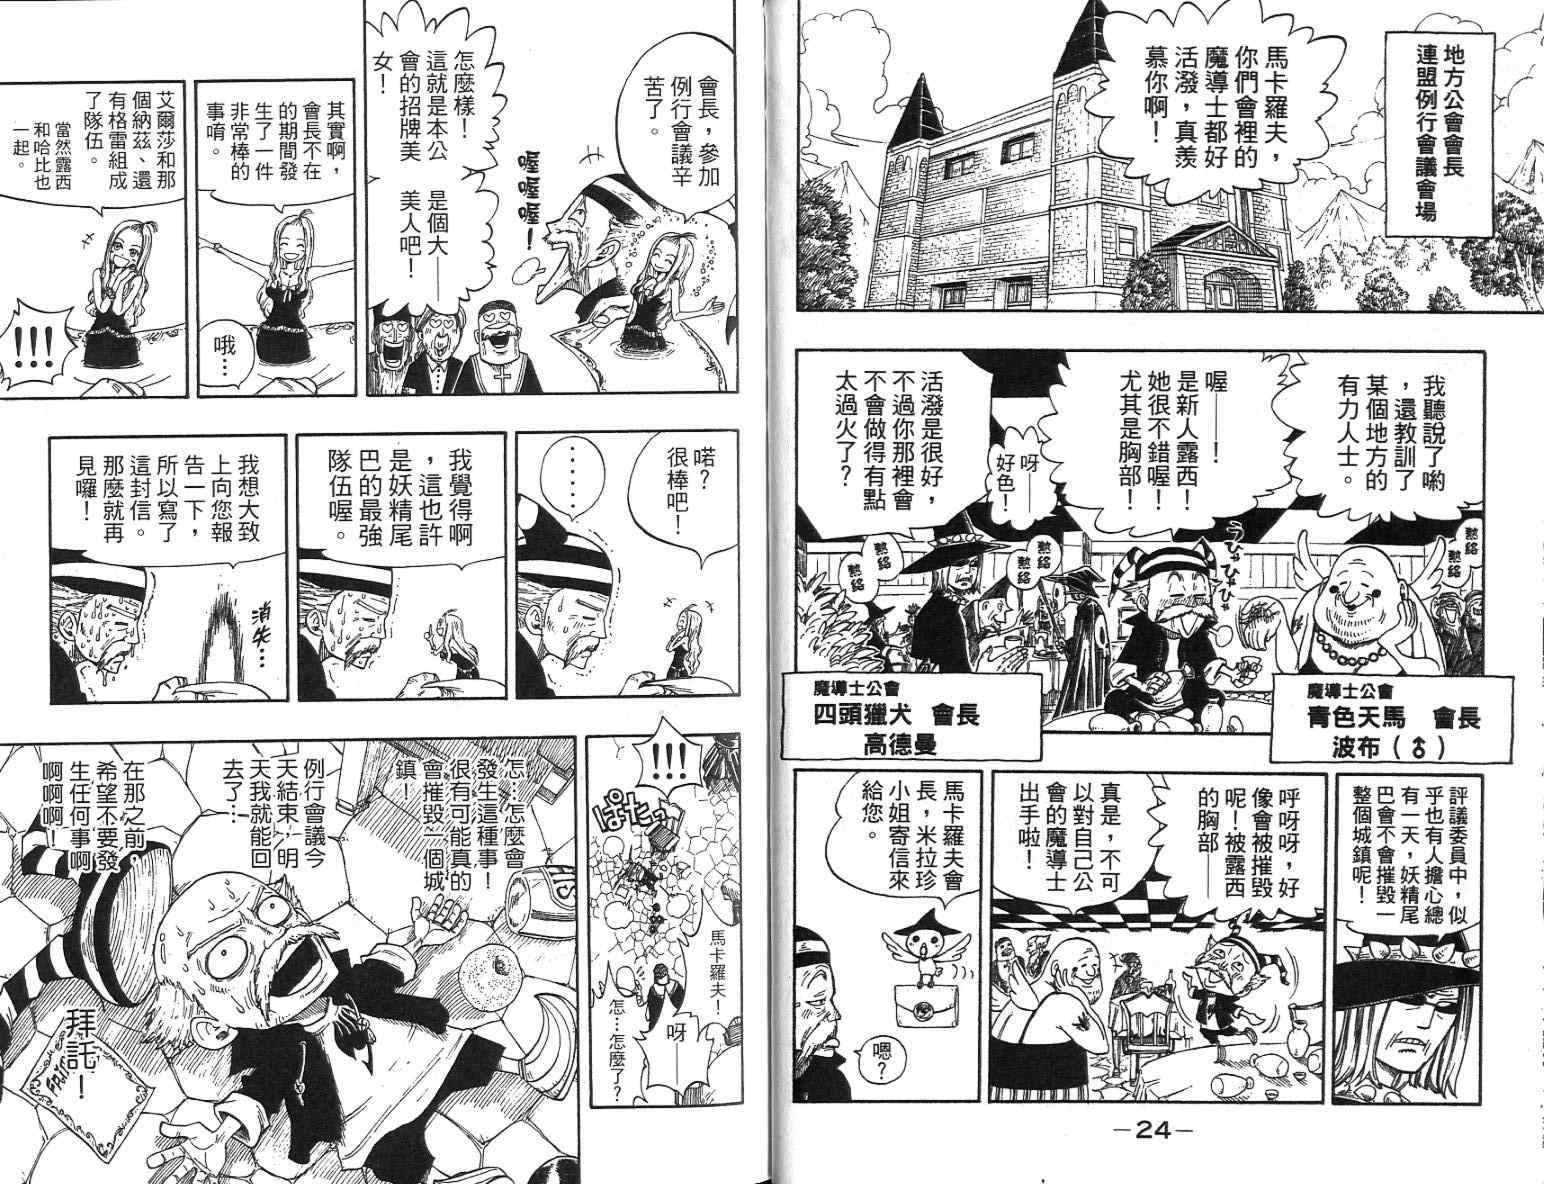 地方公會會長
連盟例行會議會場
馬卡羅夫，
你們會裡的
魔導士都好
活潑，真羨
慕你啊！
我聽說了喲
，還教訓了
某個地方的
有力人士。
喔——！
是新人露西！
她很不錯喔！
尤其是胸部！
呀—
好色！
活潑是很好，
不過你那裡會
不會做得有點
太過火了？
熱絡
熱絡
熱絡
熱絡
熱絡
熱絡
うひゃひゃひゃ
魔導士公會
青色天馬　會長
波布（♂）
魔導士公會
四頭獵犬　會長
高德曼
評議委員中，似
乎也有人擔心總
有一天，妖精尾
巴會不會摧毀一
整個城鎮呢！
呼呀呀，好
像會被摧毀
呢！被露西
的胸部——
真是，不可
以對自己公
會的魔導士
出手啦！
馬卡羅夫會
長，米拉珍
小姐寄信來
給您。
嗯？
－24－
會長，參加
例行會議辛
苦了。
喔喔喔！
怎麼樣！
這就是本公
會的招牌美
女！
是個大——
美人吧！
其實啊，
會長不在
的期間發
生了一件
非常棒的
事唷。
哦…
艾爾莎和那
個納茲、還
有格雷組成
了隊伍。
當然露西
和哈比也
一起。
!!!
喏？
很棒吧！
……
我覺得啊
，這也許
是妖精尾
巴的最強
隊伍喔。
我想大致
上向您報
告一下，
所以寫了
這封信。
那麼就再
見囉！
消失…
!!!
ぱたっ
馬卡羅夫！
呀—
怎…怎麼了？
怎…怎麼會
發生這種事！
很有可能真的
會摧毀一個城
鎮！
例行會議今
天結束，明
天我就能回
去了…
在那之前，
希望不要發
生任何事啊
啊啊啊！
拜託！